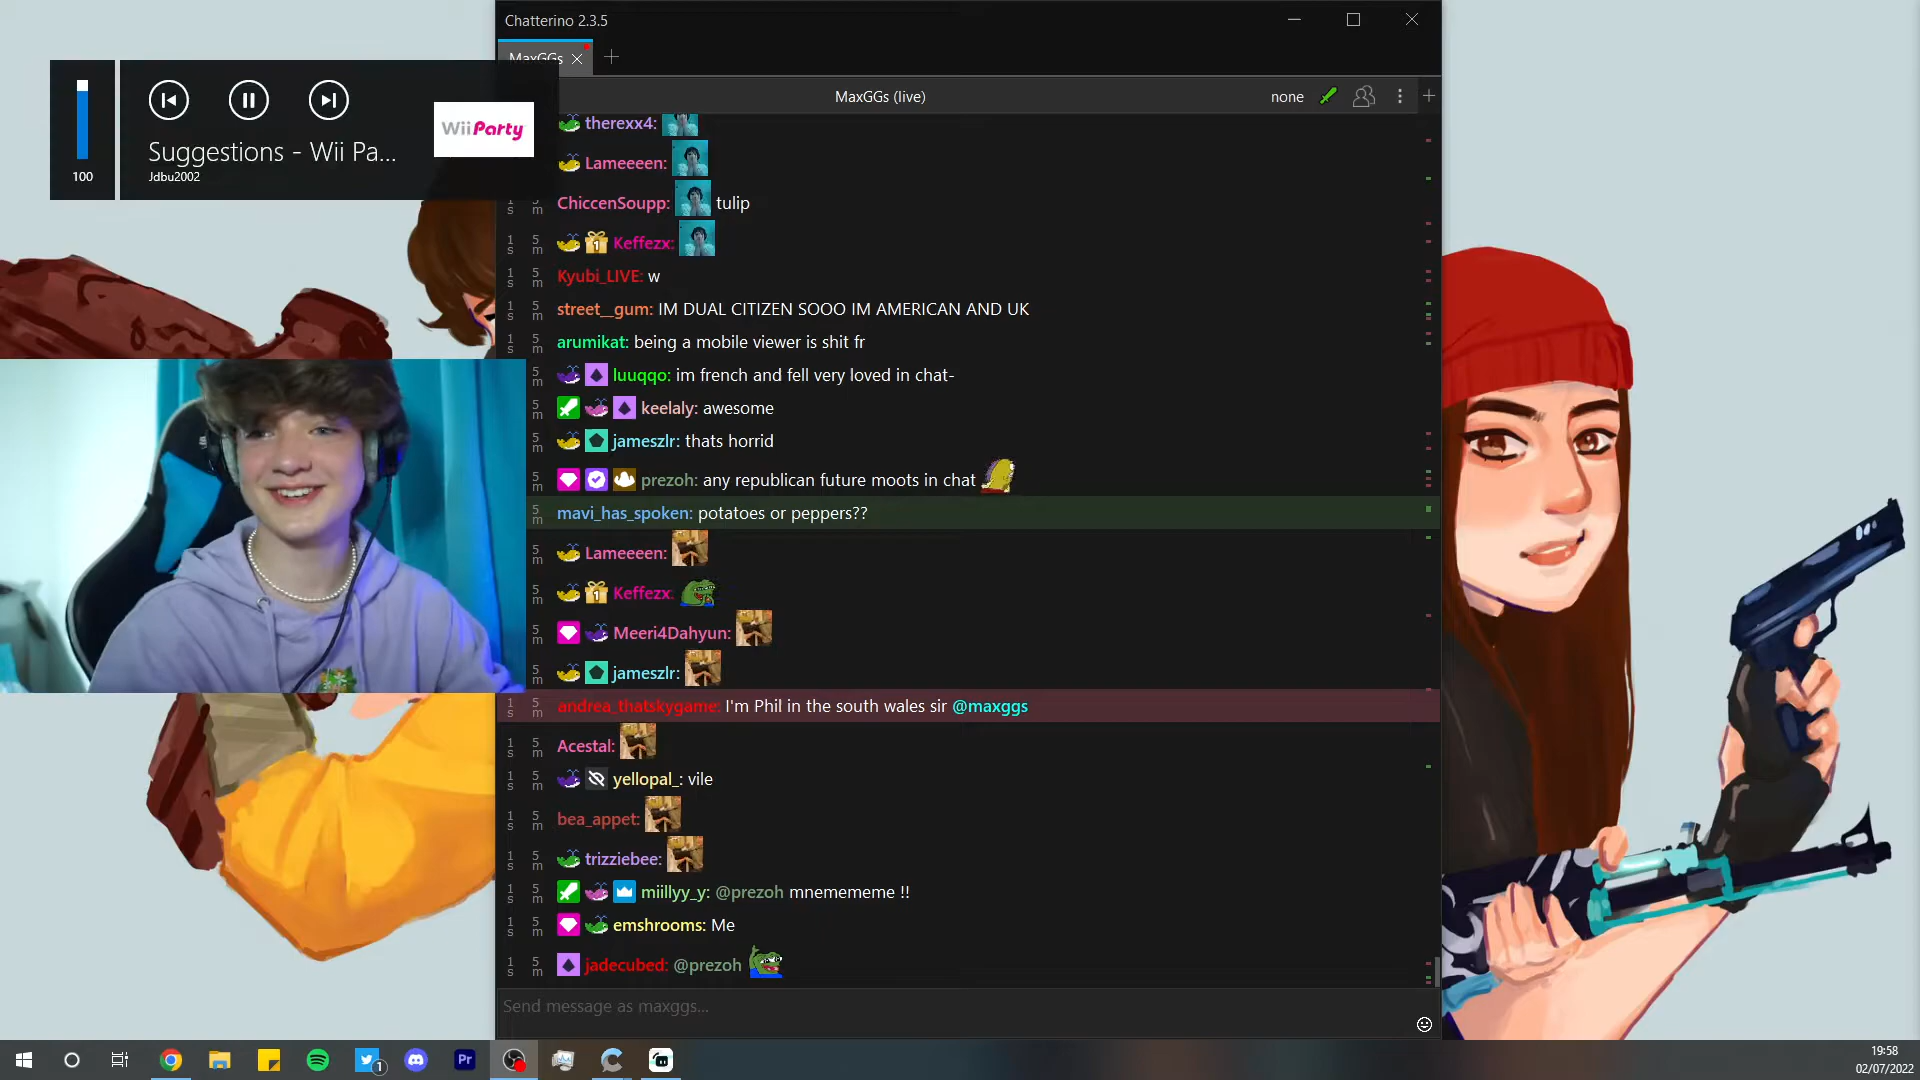 Chatterino 2.3.5
MaxGGs
MaxGGs (live)
none
100
Suggestions - Wii Pa...
Jdbu2002
Wii Party
therexx4:
Lameeeen:
ChiccenSoupp: tulip
Keffezx:
Kyubi_LIVE: w
street__gum: IM DUAL CITIZEN SOOO IM AMERICAN AND UK
arumikat: being a mobile viewer is shit fr
luuqqo: im french and fell very loved in chat-
keelaly: awesome
jameszlr: thats horrid
prezoh: any republican future moots in chat
mavi_has_spoken: potatoes or peppers??
Lameeeen:
1 Keffezx:
Meeri4Dahyun:
jameszlr:
andrea_thatskygame: I'm Phil in the south wales sir @maxggs
Acestal:
yellopal_: vile
bea_appet:
trizziebee:
miillyy_y: @prezoh mnemememe !!
emshrooms: Me
jadecubed: @prezoh
Send message as maxggs...
1
Pr
19:58
02/07/2022